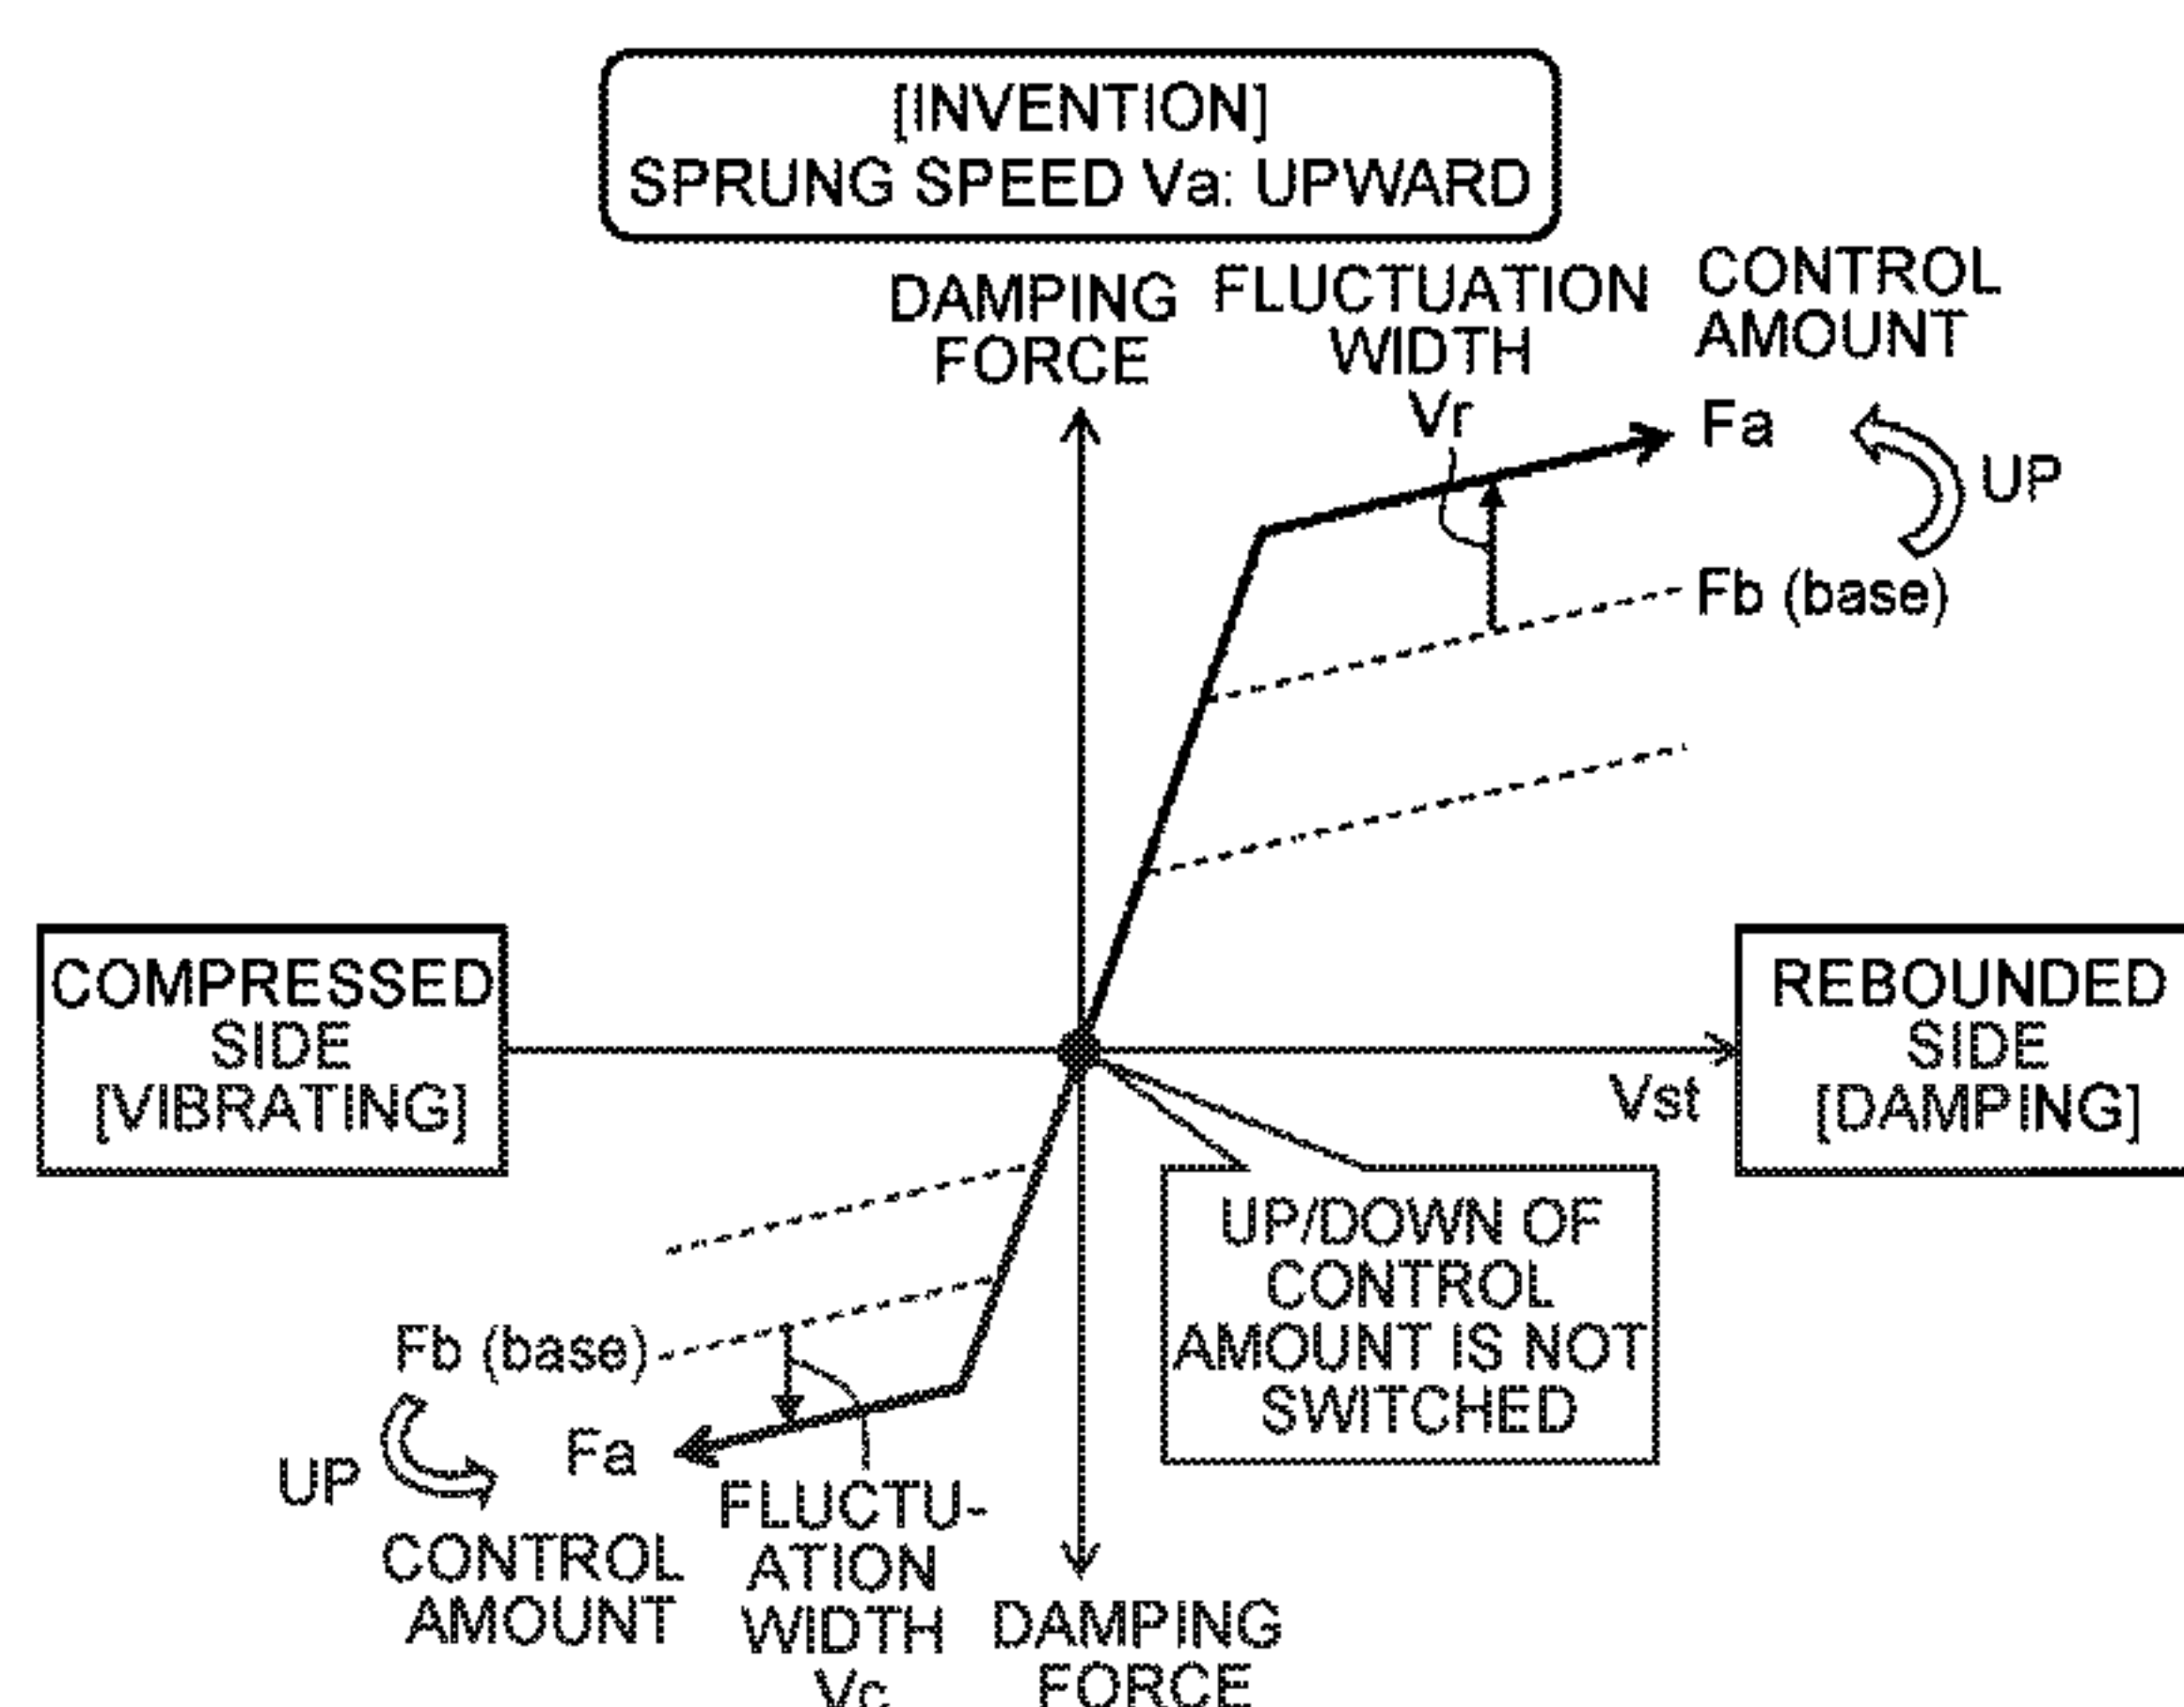 [INVENTION]
SPRUNG SPEED Va: UPWARD
DAMPING
FORCE
FLUCTUATION
WIDTH
Vr
CONTROL
AMOUNT
Fa
UP
Fb (base)
COMPRESSED
SIDE
[VIBRATING]
Vst
REBOUNDED
SIDE
[DAMPING]
UP/DOWN OF
CONTROL
AMOUNT IS NOT
SWITCHED
Fb (base)
UP
Fa
CONTROL
AMOUNT
FLUCTU-
ATION
WIDTH
Vc
DAMPING
FORCE